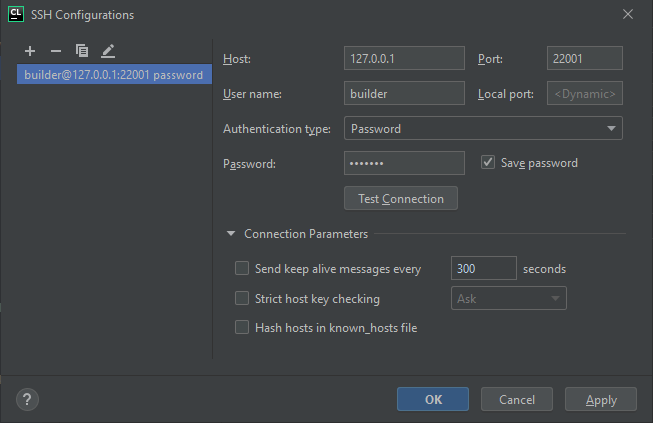 CL SSH Configurations
builder@127.0.0.1:22001 password
Host: 127.0.0.1 Port: 22001
User name: builder Local port: <Dynamic>
Authentication type: Password
Password: ••••••• Save password
Test Connection
Connection Parameters
Send keep alive messages every 300 seconds
Strict host key checking Ask
Hash hosts in known_hosts file
? OK Cancel Apply